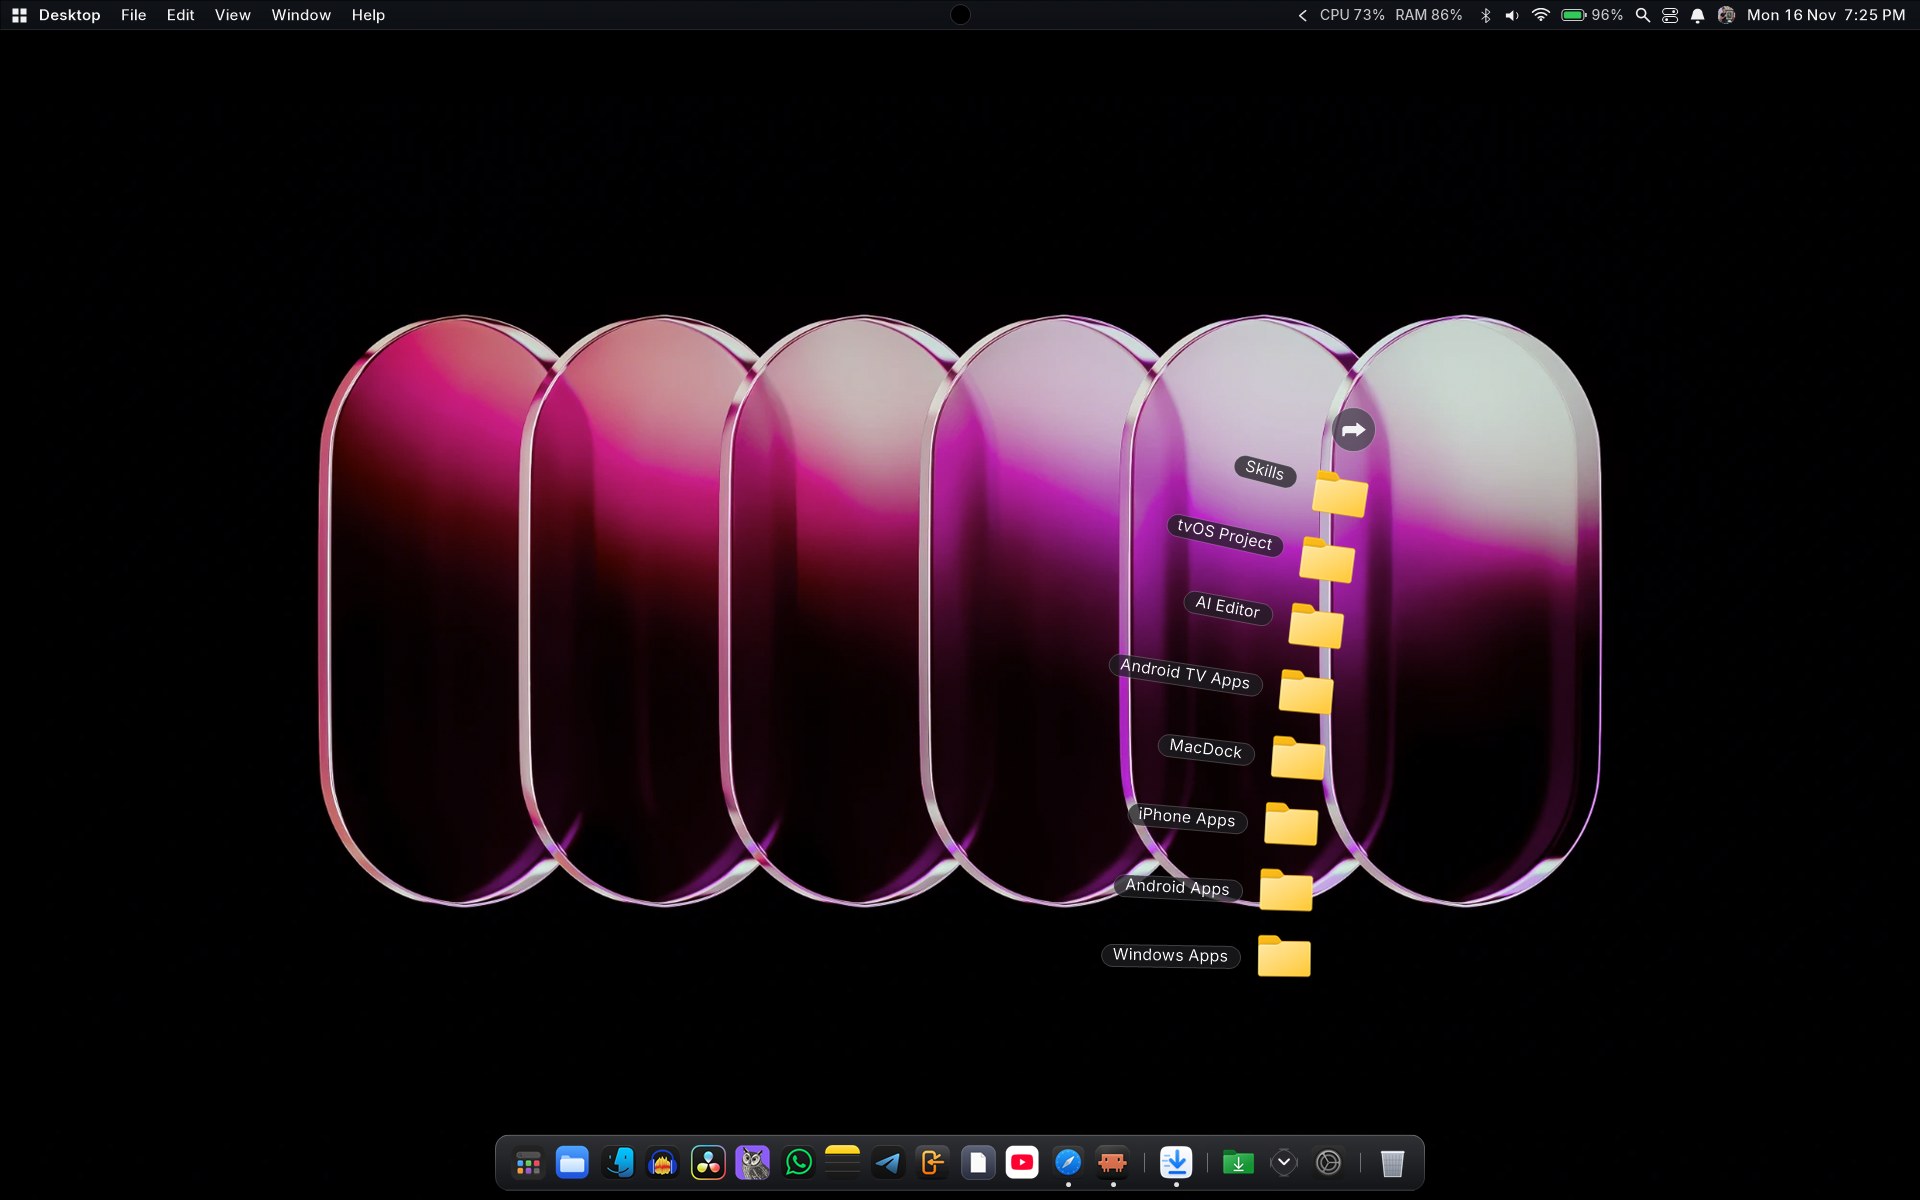 Desktop File Edit View Window Help
CPU 73% RAM 86% 96% Mon 16 Nov 7:25 PM
Skills
tvOS Project
AI Editor
Android TV Apps
MacDock
iPhone Apps
Android Apps
Windows Apps